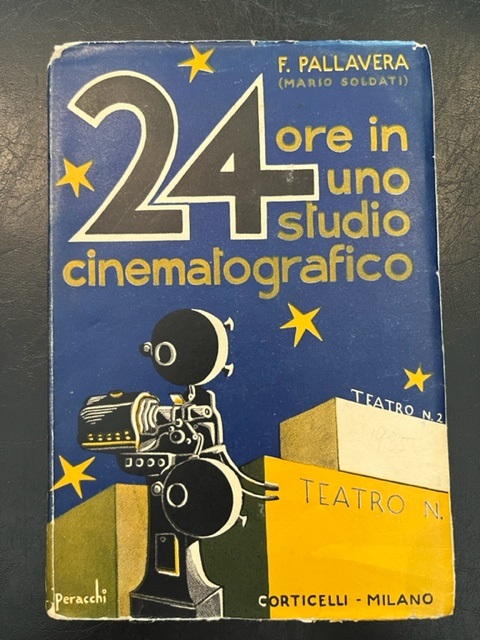 F. PALLAVERA
(MARIO SOLDATI)
24
ore in
uno
studio
cinematografico
TEATRO N.2
TEATRO N.
Peracchi
CORTICELLI - MILANO